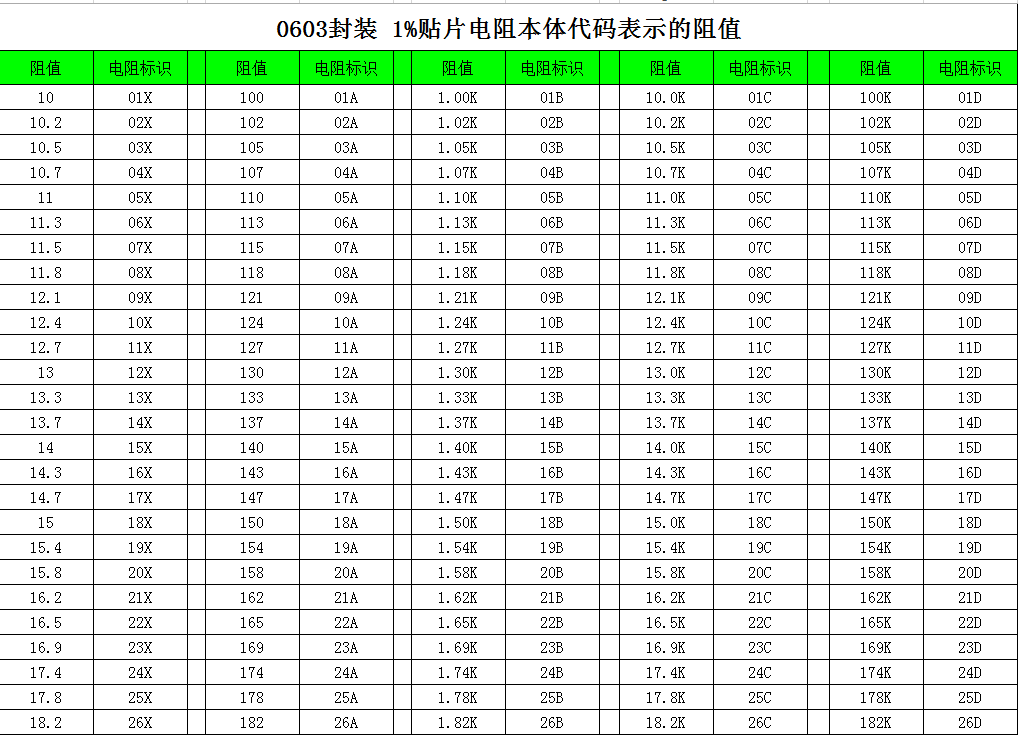 0603封装 1%贴片电阻本体代码表示的阻值
阻值 电阻标识 阻值 电阻标识 阻值 电阻标识 阻值 电阻标识 阻值 电阻标识
10 01X 100 01A 1.00K 01B 10.0K 01C 100K 01D
10.2 02X 102 02A 1.02K 02B 10.2K 02C 102K 02D
10.5 03X 105 03A 1.05K 03B 10.5K 03C 105K 03D
10.7 04X 107 04A 1.07K 04B 10.7K 04C 107K 04D
11 05X 110 05A 1.10K 05B 11.0K 05C 110K 05D
11.3 06X 113 06A 1.13K 06B 11.3K 06C 113K 06D
11.5 07X 115 07A 1.15K 07B 11.5K 07C 115K 07D
11.8 08X 118 08A 1.18K 08B 11.8K 08C 118K 08D
12.1 09X 121 09A 1.21K 09B 12.1K 09C 121K 09D
12.4 10X 124 10A 1.24K 10B 12.4K 10C 124K 10D
12.7 11X 127 11A 1.27K 11B 12.7K 11C 127K 11D
13 12X 130 12A 1.30K 12B 13.0K 12C 130K 12D
13.3 13X 133 13A 1.33K 13B 13.3K 13C 133K 13D
13.7 14X 137 14A 1.37K 14B 13.7K 14C 137K 14D
14 15X 140 15A 1.40K 15B 14.0K 15C 140K 15D
14.3 16X 143 16A 1.43K 16B 14.3K 16C 143K 16D
14.7 17X 147 17A 1.47K 17B 14.7K 17C 147K 17D
15 18X 150 18A 1.50K 18B 15.0K 18C 150K 18D
15.4 19X 154 19A 1.54K 19B 15.4K 19C 154K 19D
15.8 20X 158 20A 1.58K 20B 15.8K 20C 158K 20D
16.2 21X 162 21A 1.62K 21B 16.2K 21C 162K 21D
16.5 22X 165 22A 1.65K 22B 16.5K 22C 165K 22D
16.9 23X 169 23A 1.69K 23B 16.9K 23C 169K 23D
17.4 24X 174 24A 1.74K 24B 17.4K 24C 174K 24D
17.8 25X 178 25A 1.78K 25B 17.8K 25C 178K 25D
18.2 26X 182 26A 1.82K 26B 18.2K 26C 182K 26D